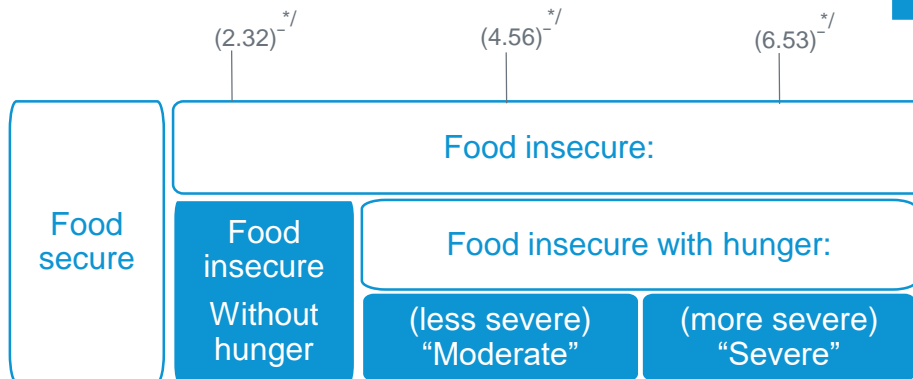 (2.32)-*/
(4.56)-*/
(6.53)-*/
Food insecure:
Food
secure
Food
insecure
Without
hunger
Food insecure with hunger:
(less severe)
“Moderate”
(more severe)
“Severe”